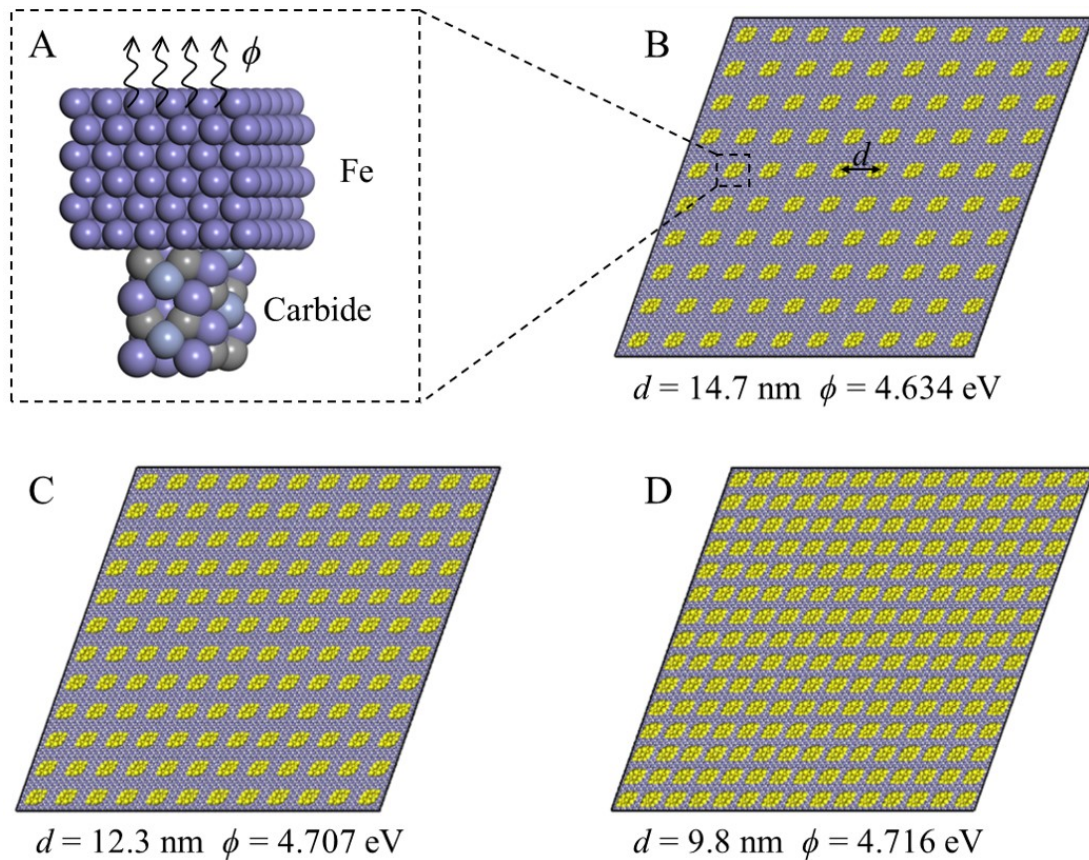 A
ϕ
Fe
Carbide
B
d
d = 14.7 nm ϕ = 4.634 eV
C
d = 12.3 nm ϕ = 4.707 eV
D
d = 9.8 nm ϕ = 4.716 eV